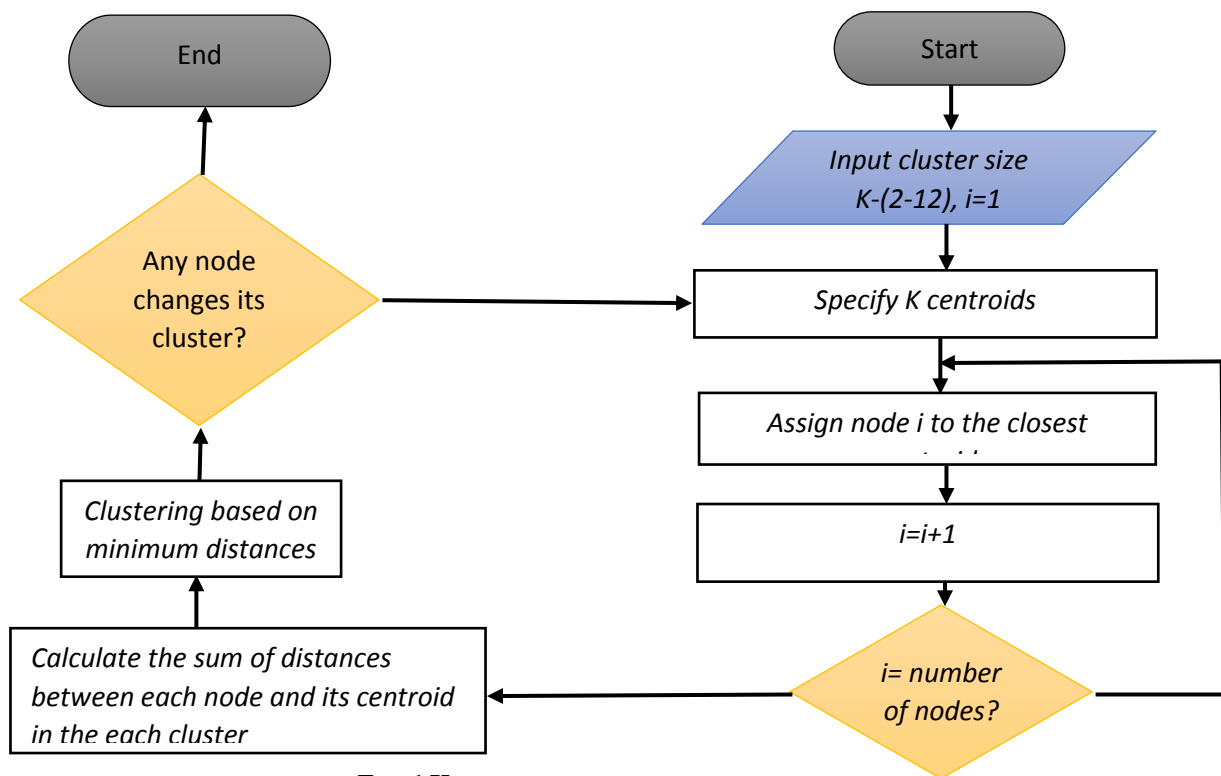 Start
Input cluster size
K-(2-12), i=1
Specify K centroids
Assign node i to the closest
i=i+1
i= number
of nodes?
Calculate the sum of distances
between each node and its centroid
in the each cluster
Clustering based on
minimum distances
Any node
changes its
cluster?
End